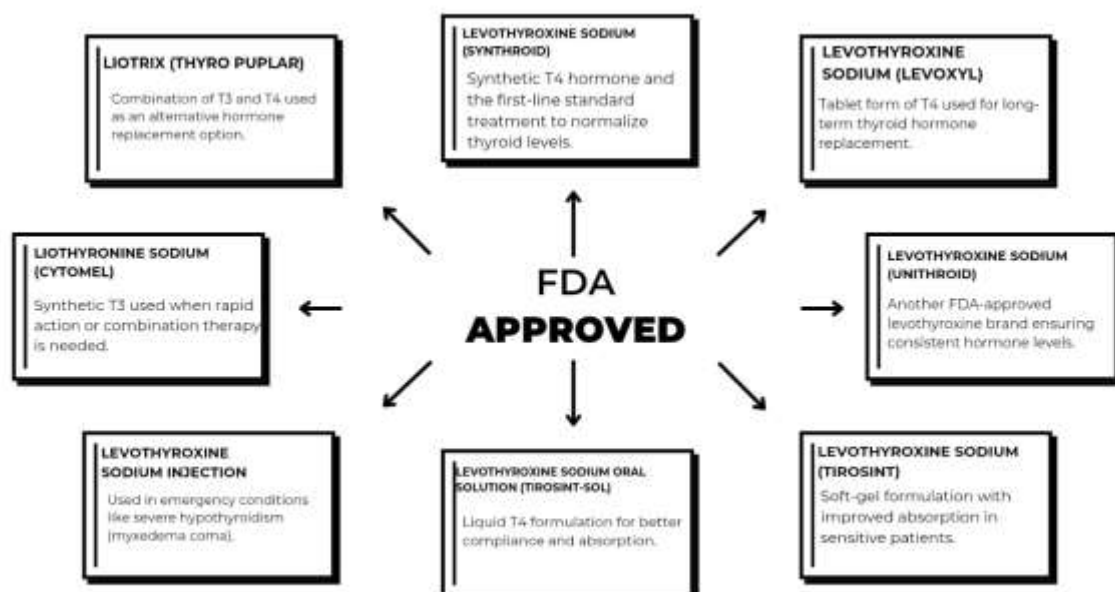 LIOTRIX (THYRO PUPLAR)
Combination of T3 and T4 used
as an alternative hormone
replacement option.
LEVOTHYROXINE SODIUM
(SYNTHROID)
Synthetic T4 hormone and
the first-line standard
treatment to normalize
thyroid levels.
LEVOTHYROXINE
SODIUM (LEVOXYL)
Tablet form of T4 used for long-
term thyroid hormone
replacement.
LIOTHYRONINE SODIUM
(CYTOMEL)
Synthetic T3 used when rapid
action or combination therapy
is needed.
FDA
APPROVED
LEVOTHYROXINE SODIUM
(UNITHROID)
Another FDA-approved
levothyroxine brand ensuring
consistent hormone levels.
LEVOTHYROXINE
SODIUM INJECTION
Used in emergency conditions
like severe hypothyroidism
(myxedema coma).
LEVOTHYROXINE SODIUM ORAL
SOLUTION (TIROSINT-SOL)
Liquid T4 formulation for better
compliance and absorption.
LEVOTHYROXINE SODIUM
(TIROSINT)
Soft-gel formulation with
improved absorption in
sensitive patients.